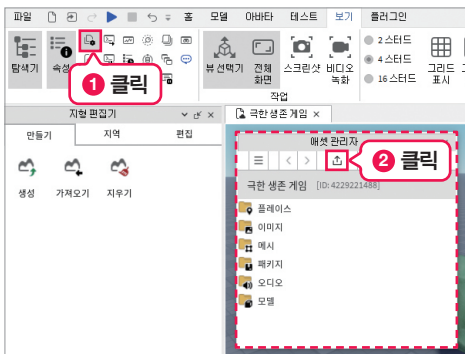 파일 홈 모델 아바타 테스트 보기 플러그인
탐색기 속성
뷰 선택기 전체 화면 스크린샷 비디오 녹화
2 스터드
4 스터드
16 스터드
그리드 표시
작업
1 클릭
지형 편집기
극한 생존 게임 ×
만들기 지역 편집
생성 가져오기 지우기
애셋 관리자
2 클릭
극한 생존 게임 [ID: 4229221488]
플레이스
이미지
메시
패키지
오디오
모델